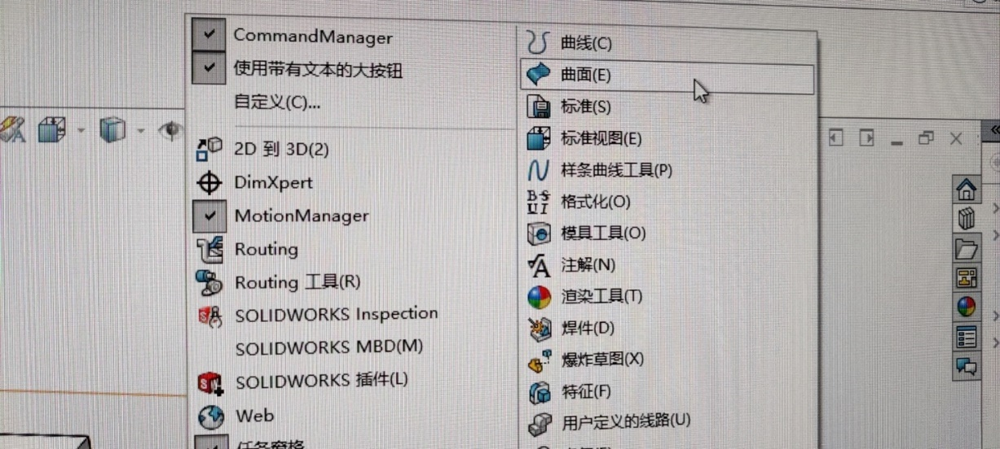 CommandManager
使用带有文本的大按钮
自定义(C)...
2D 到 3D(2)
DimXpert
MotionManager
Routing
Routing 工具(R)
SOLIDWORKS Inspection
SOLIDWORKS MBD(M)
SOLIDWORKS 插件(L)
Web
任务窗格
曲线(C)
曲面(E)
标准(S)
标准视图(E)
样条曲线工具(P)
格式化(O)
模具工具(O)
注解(N)
渲染工具(T)
焊件(D)
爆炸草图(X)
特征(F)
用户定义的线路(U)